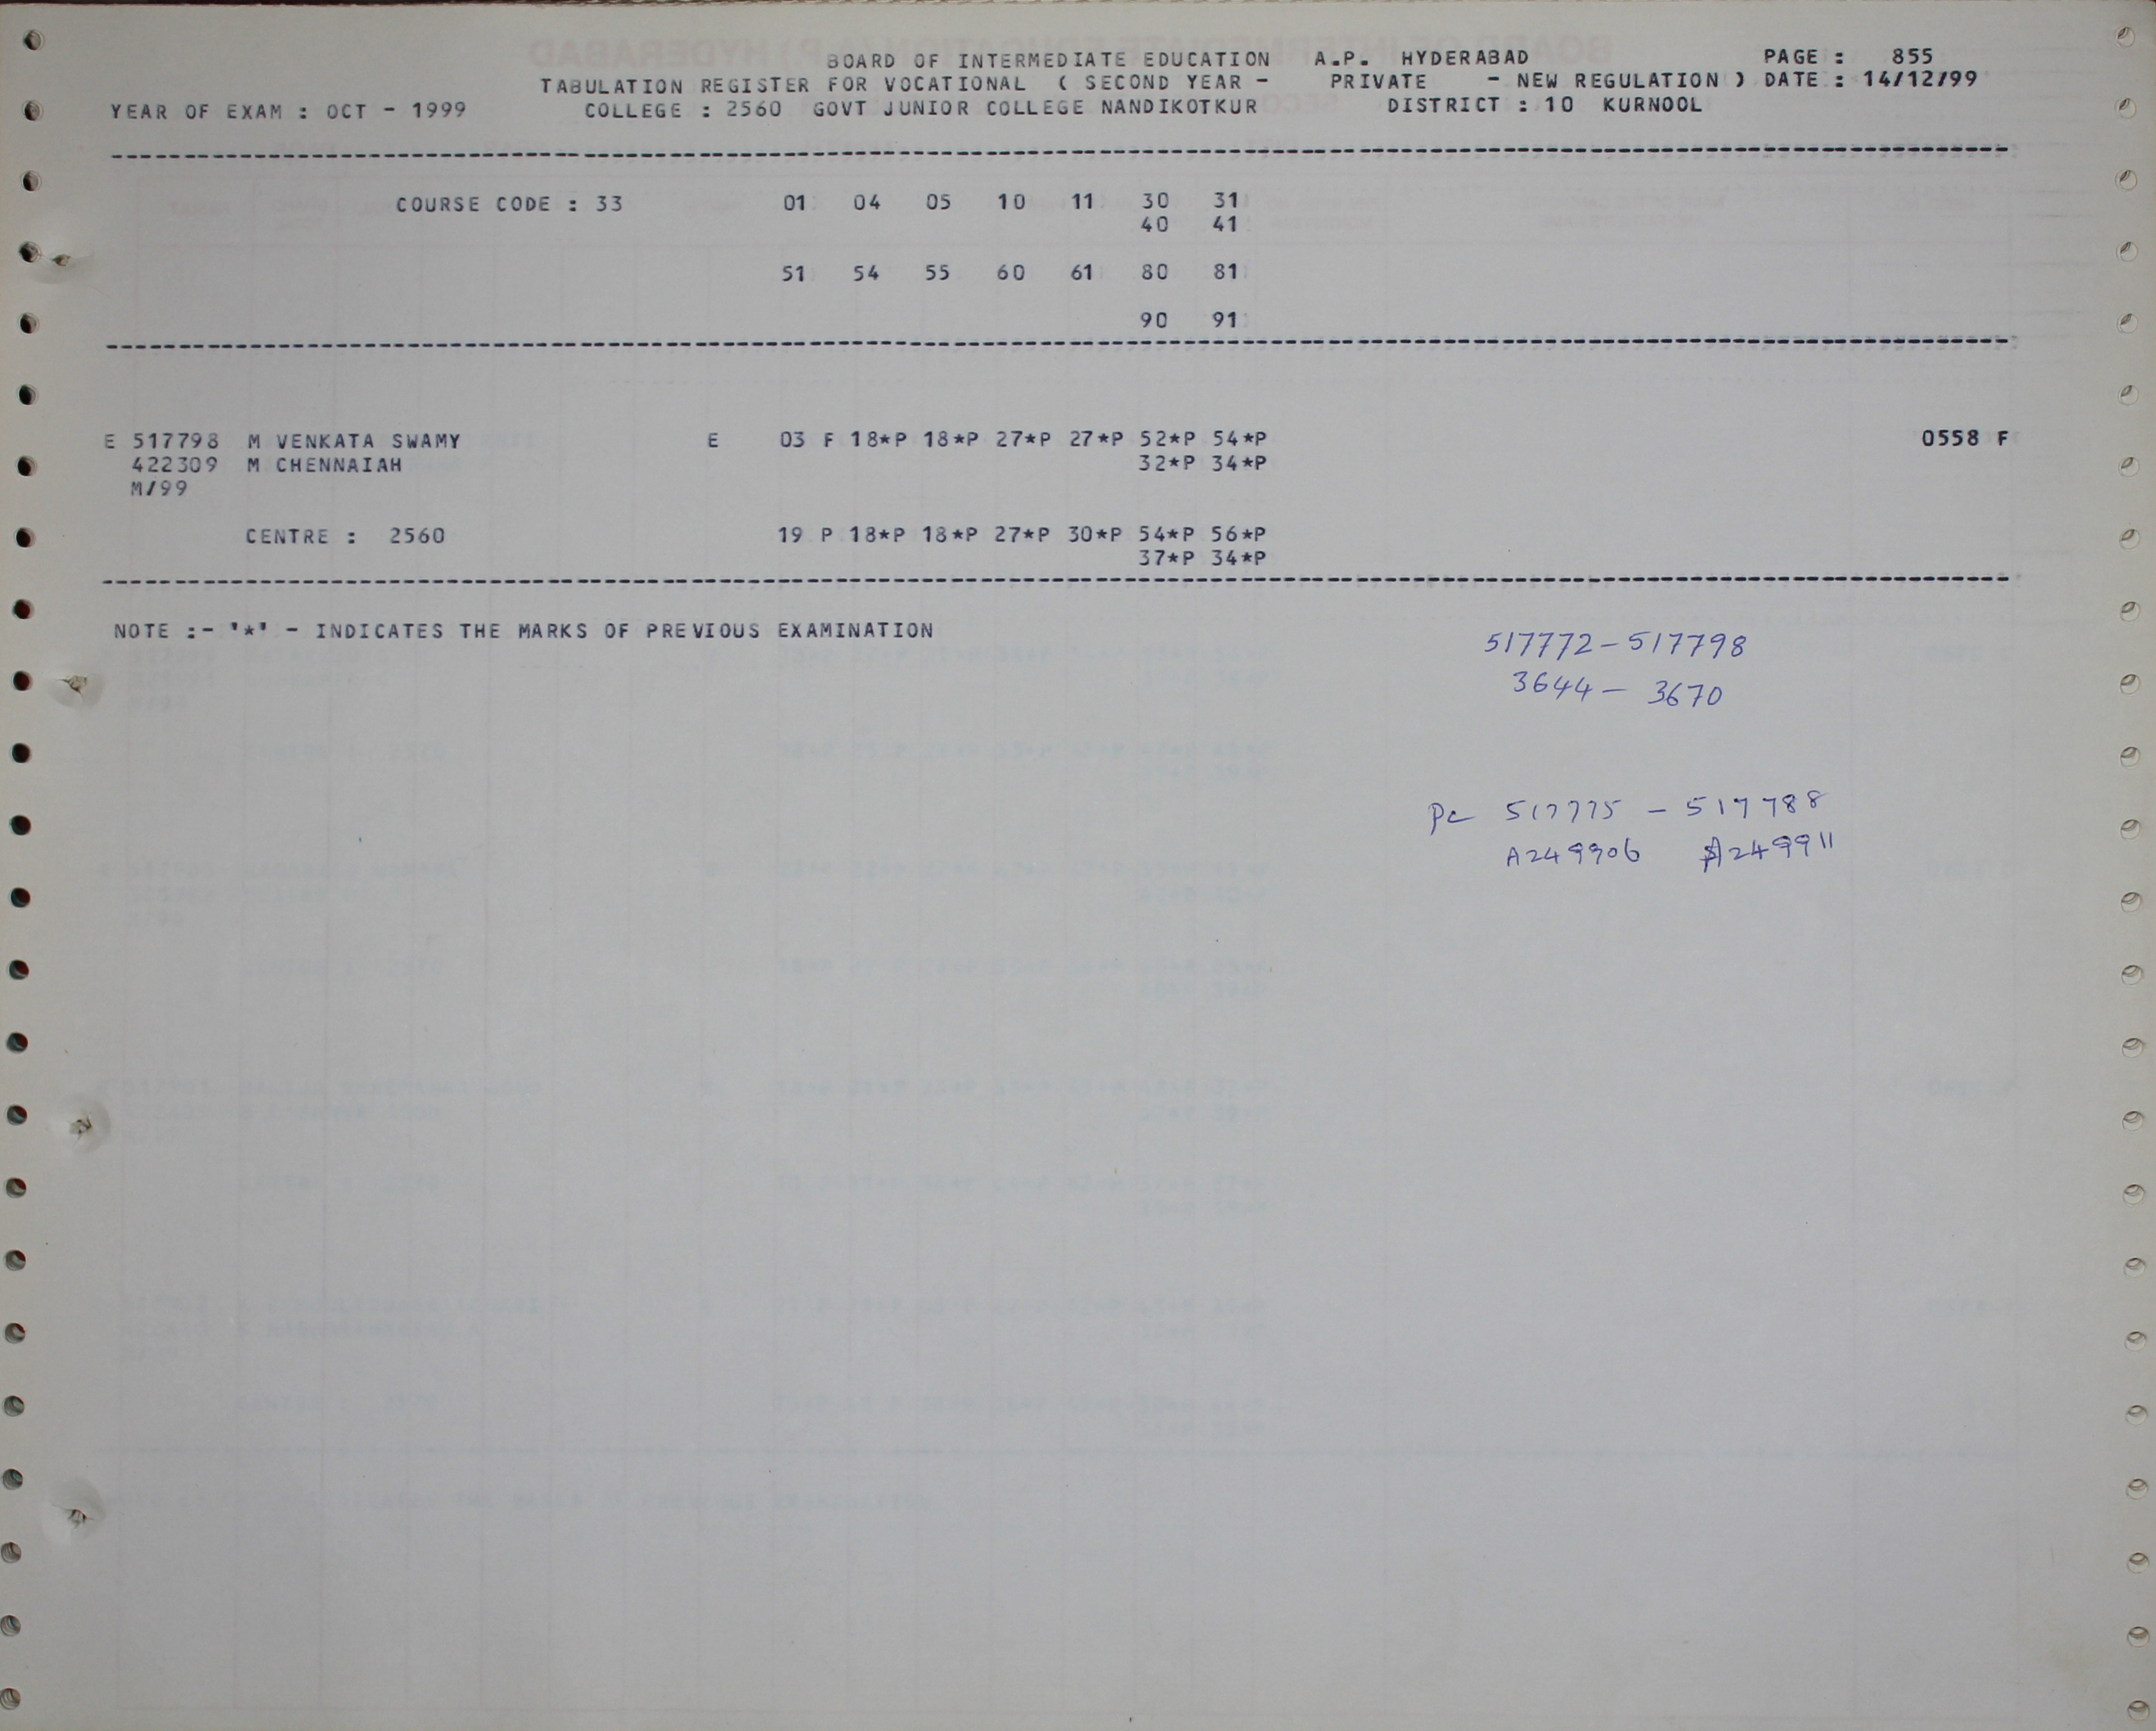 BOARD OF INTERMEDIATE EDUCATION A.P. HYDERABAD PAGE : 855
TABULATION REGISTER FOR VOCATIONAL ( SECOND YEAR - PRIVATE - NEW REGULATION ) DATE : 14/12/99
YEAR OF EXAM : OCT - 1999 COLLEGE : 2560 GOVT JUNIOR COLLEGE NANDIKOTKUR DISTRICT : 10 KURNOOL
COURSE CODE : 33 01 04 05 10 11 30 31
40 41
51 54 55 60 61 80 81
90 91
E 517798 M VENKATA SWAMY E 03 F 18*P 18*P 27*P 27*P 52*P 54*P 0558 F
422309 M CHENNAIAH 32*P 34*P
M/99
CENTRE : 2560 19 P 18*P 18*P 27*P 30*P 54*P 56*P
37*P 34*P
NOTE :- '*' - INDICATES THE MARKS OF PREVIOUS EXAMINATION
517772 - 517798
3644 - 3670
Pc 517775 - 517788
A249906 A249911